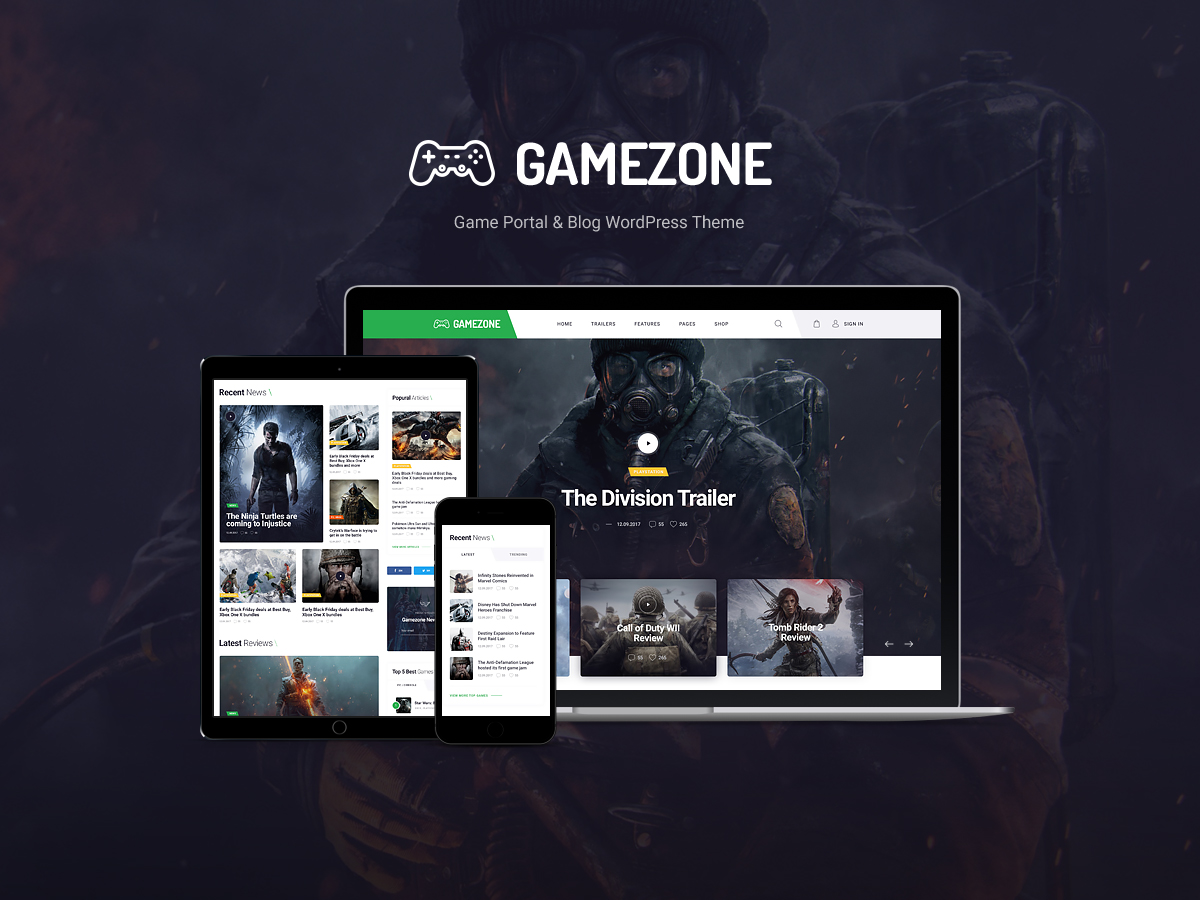 GAMEZONE
Game Portal & Blog WordPress Theme
GAMEZONE
HOME
TRAILERS
FEATURES
PAGES
SHOP
SIGN IN
PLAYSTATION
The Division Trailer
12.09.2017
55
265
Call of Duty WII
Review
55
265
Tomb Rider 2
Review
Recent News \
The Ninja Turtles are
coming to Injustice
Early Black Friday deals at
Best Buy, Xbox One X
bundles and more
Crytek's Warface is trying to
get in on the battle
Early Black Friday deals at Best Buy,
Xbox One X bundles
Early Black Friday deals at Best Buy,
Xbox One X bundles
Latest Reviews \
Popural Articles \
Early Black Friday deals at Best Buy,
Xbox One X bundles and more gaming
deals
The Anti-Defamation League
game jam
Pokemon Ultra Sun and
Gamezone New
Top 5 Best Games
Star Wars:
Recent News \
LATEST
TRENDING
Infinity Stones Reinvented in
Marvel Comics
Disney Has Shut Down Marvel
Heroes Franchise
Destiny Expansion to Feature
First Raid Lair
The Anti-Defamation League
hosted its first game jam
VIEW MORE TOP GAMES